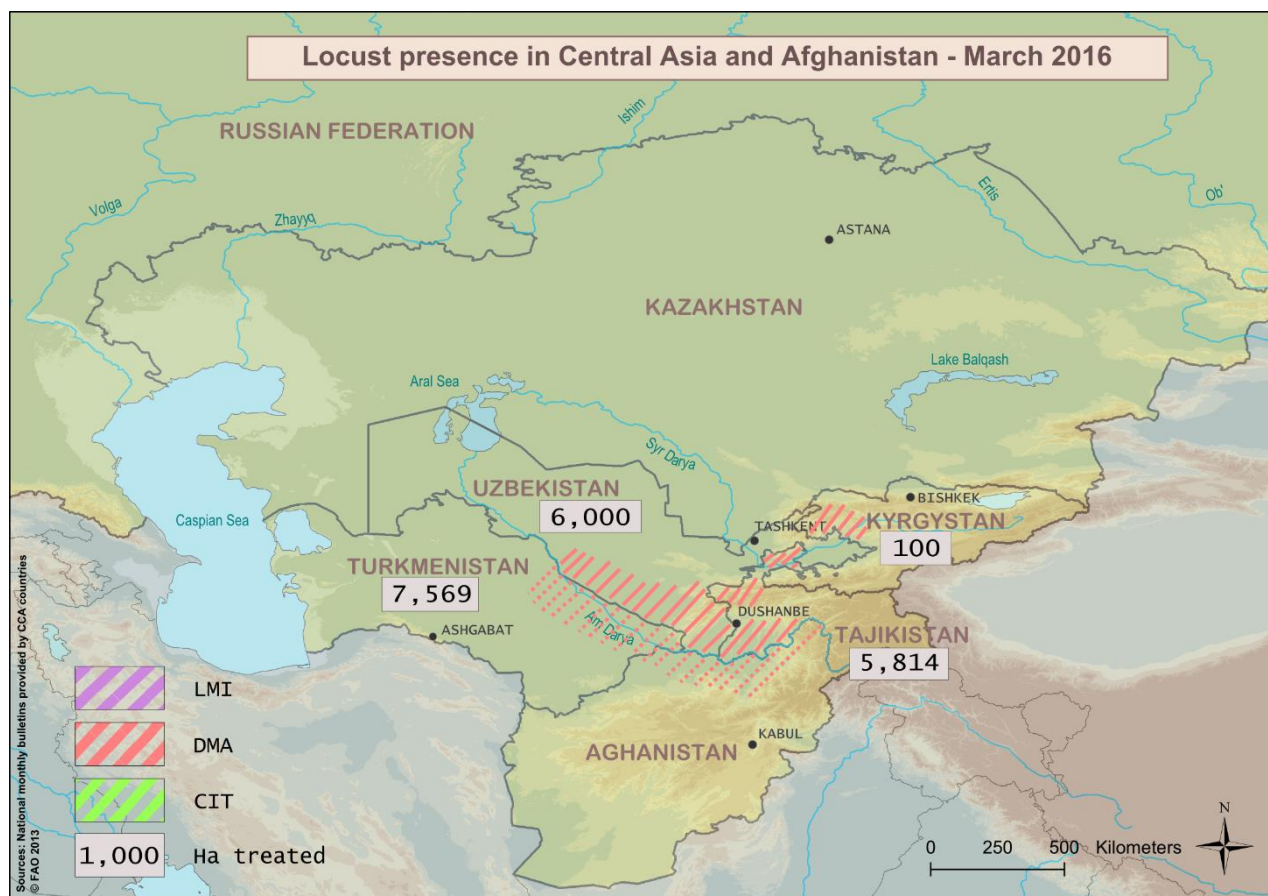 Locust presence in Central Asia and Afghanistan - March 2016
RUSSIAN FEDERATION
Ishim
Volga
Zhayyq
Ertis
Ob'
ASTANA
KAZAKHSTAN
Aral Sea
Lake Balqash
Syr Darya
UZBEKISTAN
6,000
Caspian Sea
BISHKEK
TASHKENT
KYRGYSTAN
100
TURKMENISTAN
7,569
DUSHANBE
ASHGABAT
Am Darya
TAJIKISTAN
5,814
LMI
DMA
CIT
1,000 Ha treated
AGHANISTAN
KABUL
N
0 250 500 Kilometers
Sources: National monthly bulletins provided by CCA countries
© FAO 2013